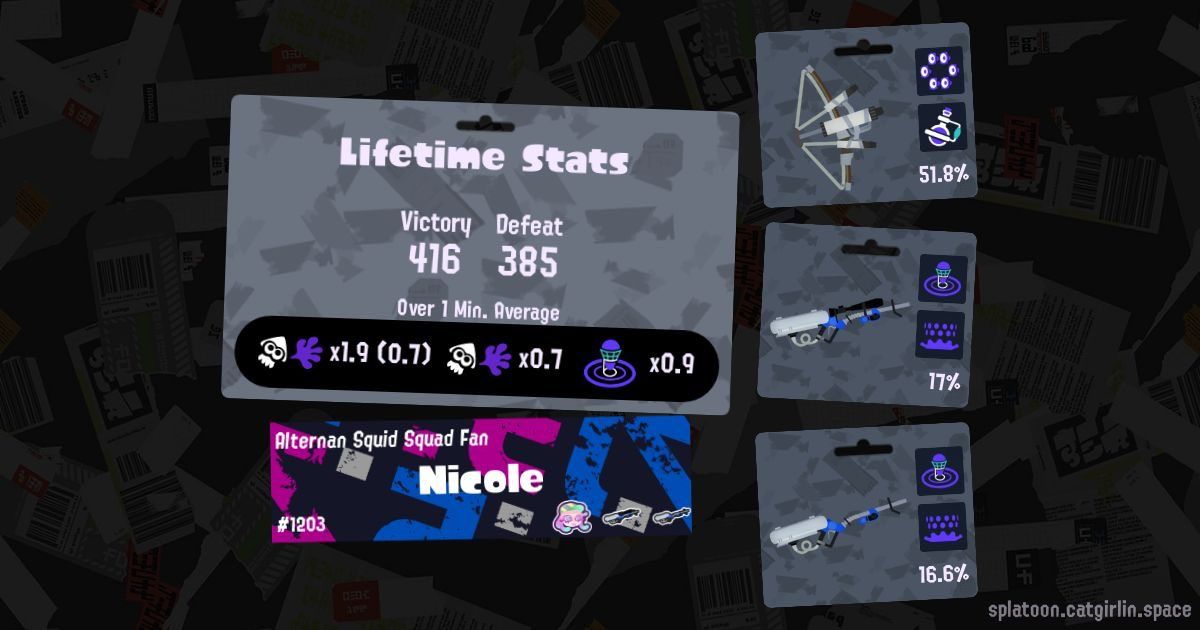 Lifetime Stats
Victory Defeat
416 385
Over 1 Min. Average
x1.9 (0.7) x0.7 x0.9
Alternan Squid Squad Fan
Nicole
#1203
51.8%
17%
16.6%
splatoon.catgirlin.space